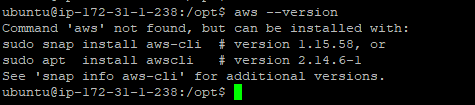 ubuntu@ip-172-31-1-238:/opt$ aws --version
Command 'aws' not found, but can be installed with:
sudo snap install aws-cli  # version 1.15.58, or
sudo apt  install awscli   # version 2.14.6-1
See 'snap info aws-cli' for additional versions.
ubuntu@ip-172-31-1-238:/opt$